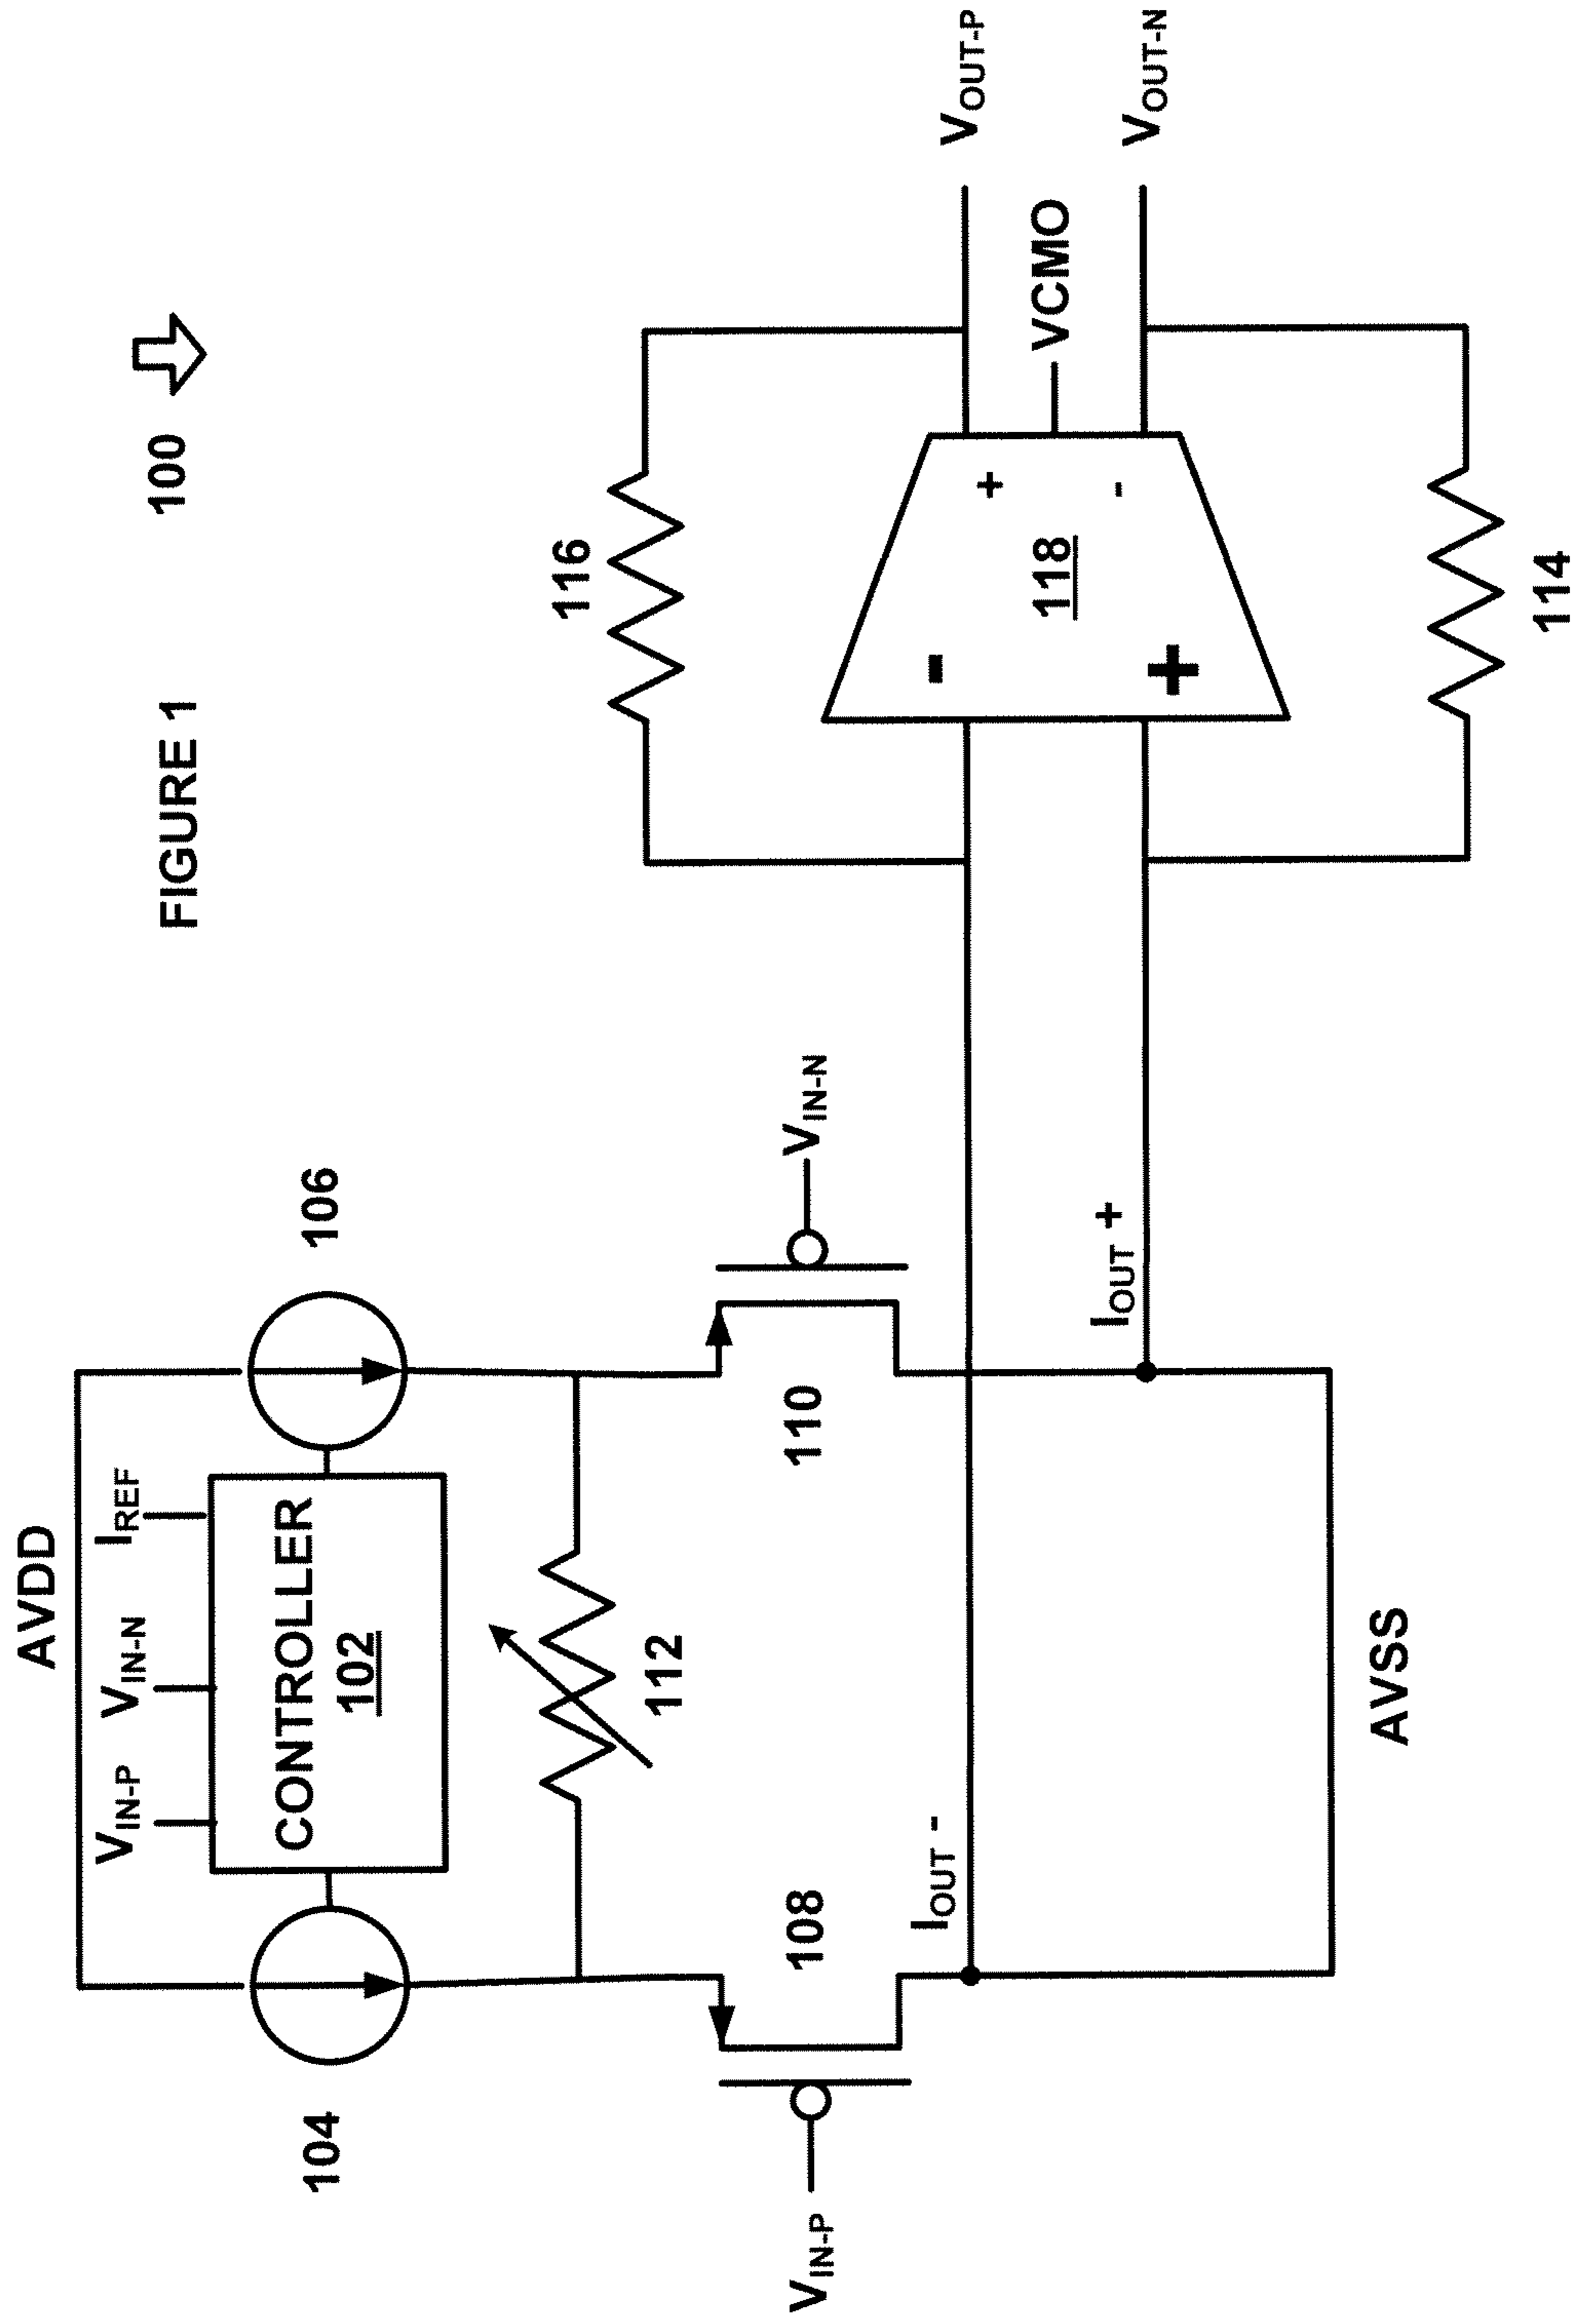 FIGURE 1
100
AVDD
VIN-P
VIN-N
IREF
CONTROLLER
102
104
106
112
VIN-P
108
110
VIN-N
IOUT -
IOUT +
AVSS
116
-
+
118
+
-
114
VOUT-P
VCMO
VOUT-N